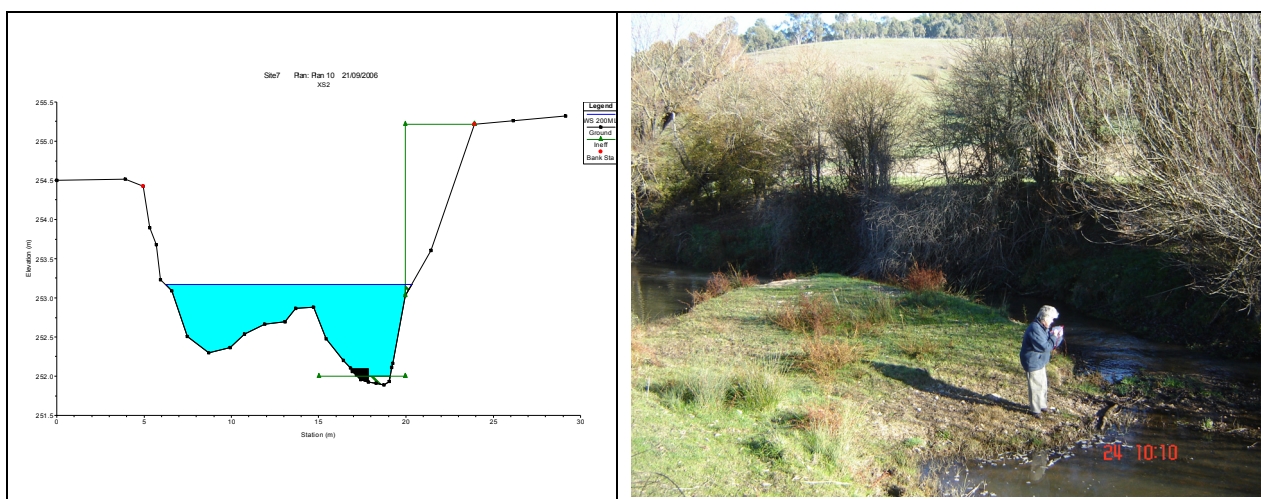 Site7 Plan: Plan 10 21/09/2006
XS2
Legend
WS 200ML
Ground
Ineff
Bank Sta
Elevation (m)
255.5
255.0
254.5
254.0
253.5
253.0
252.5
252.0
251.5
0
5
10
15
20
25
30
Station (m)
24 10:10